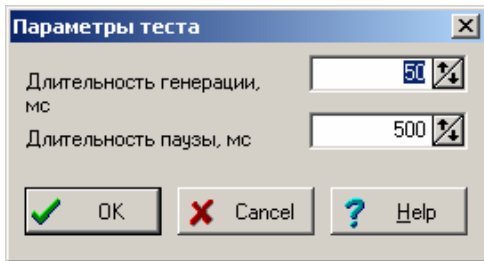 Параметры теста
Длительность генерации,
мс
50
Длительность паузы, мс
500
OK
Cancel
Help